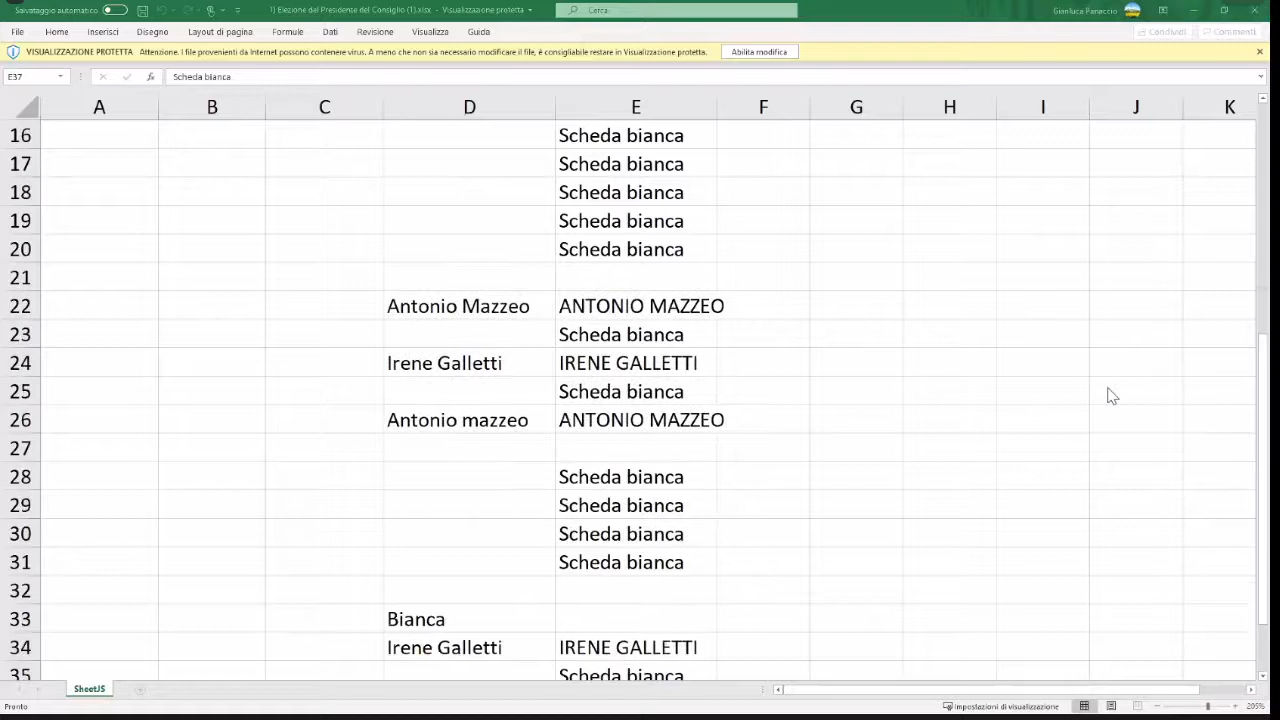 Salvataggio automatico
1) Elezione dal Presidente del Consiglio (1).xlsx - Visualizzazione protetta
Cerca
Gianluca Panaccio
File Home Inserisci Disegno Layout di pagina Formule Dati Revisione Visualizza Guida Condividi Commenti
VISUALIZZAZIONE PROTETTA Attenzione. I file provenienti da Internet possono contenere virus. A meno che non sia necessario modificare il file, è consigliabile restare in Visualizzazione protetta. Abilita modifica
E37 fx Scheda bianca
A B C D E F G H I J K
16 Scheda bianca
17 Scheda bianca
18 Scheda bianca
19 Scheda bianca
20 Scheda bianca
21
22 Antonio Mazzeo ANTONIO MAZZEO
23 Scheda bianca
24 Irene Galletti IRENE GALLETTI
25 Scheda bianca
26 Antonio mazzeo ANTONIO MAZZEO
27
28 Scheda bianca
29 Scheda bianca
30 Scheda bianca
31 Scheda bianca
32
33 Bianca
34 Irene Galletti IRENE GALLETTI
35 Scheda bianca
SheetJS
Pronto
Impostazioni di visualizzazione
205%